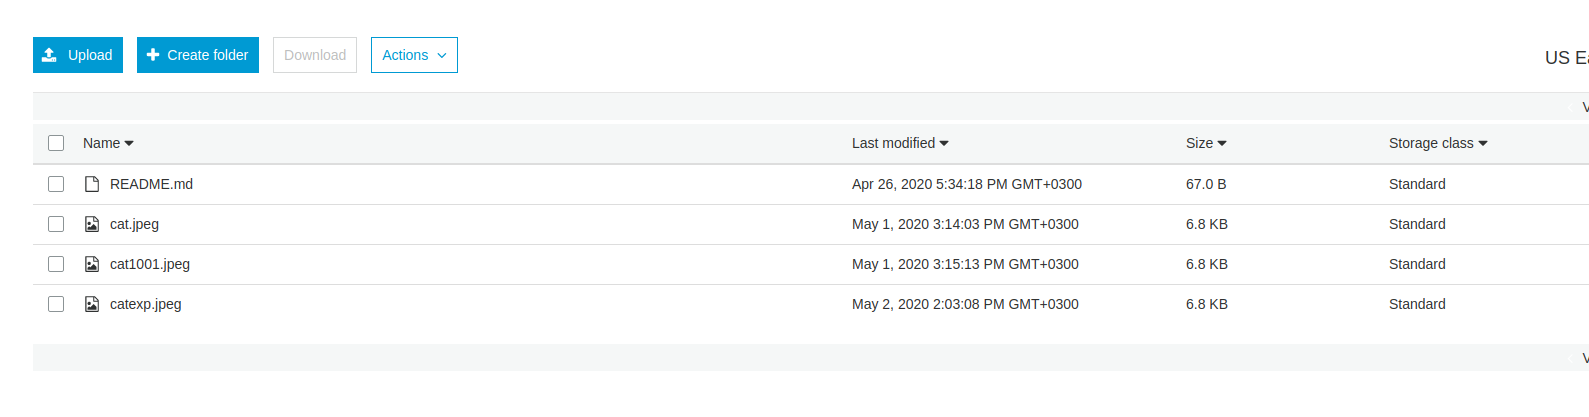 Upload Create folder Download Actions
US Ea
Name Last modified Size Storage class
README.md Apr 26, 2020 5:34:18 PM GMT+0300 67.0 B Standard
cat.jpeg May 1, 2020 3:14:03 PM GMT+0300 6.8 KB Standard
cat1001.jpeg May 1, 2020 3:15:13 PM GMT+0300 6.8 KB Standard
catexp.jpeg May 2, 2020 2:03:08 PM GMT+0300 6.8 KB Standard